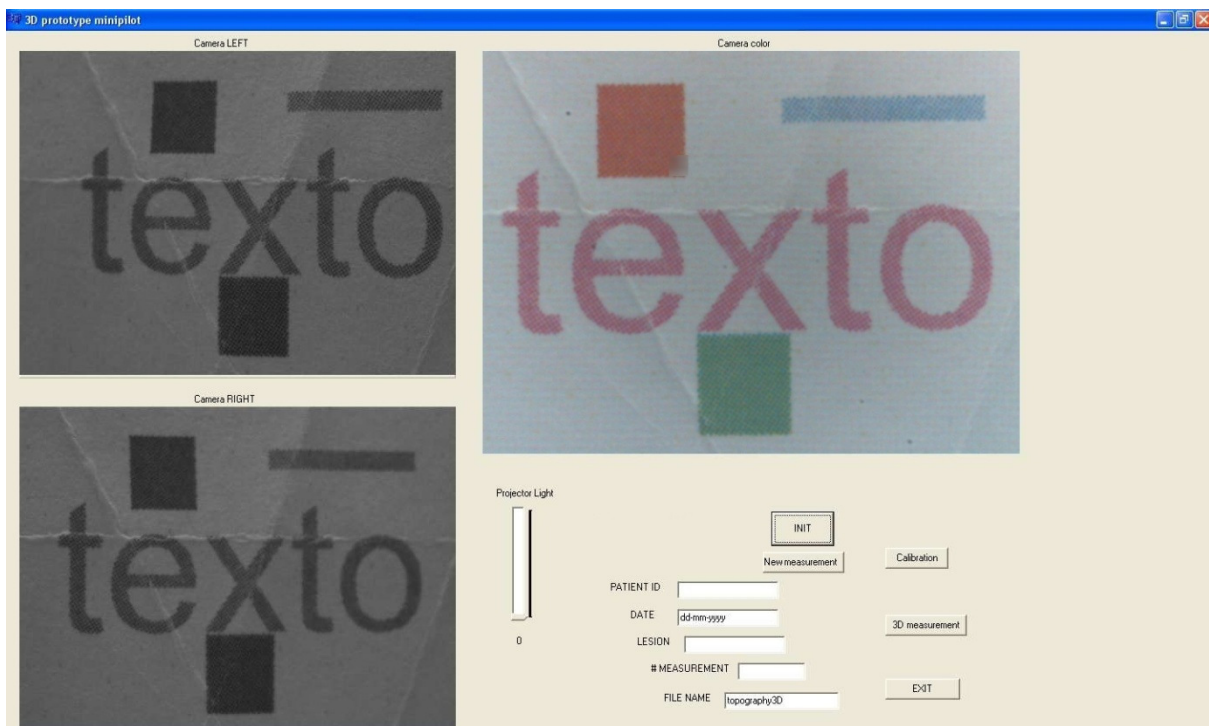 3D prototype minipilot
Camera LEFT
texto
Camera color
texto
Camera RIGHT
texto
Projector Light
0
INIT
New measurement
Calibration
PATIENT ID
DATE dd-mm-yyyy
3D measurement
LESION
# MEASUREMENT
FILE NAME topography3D
EXIT